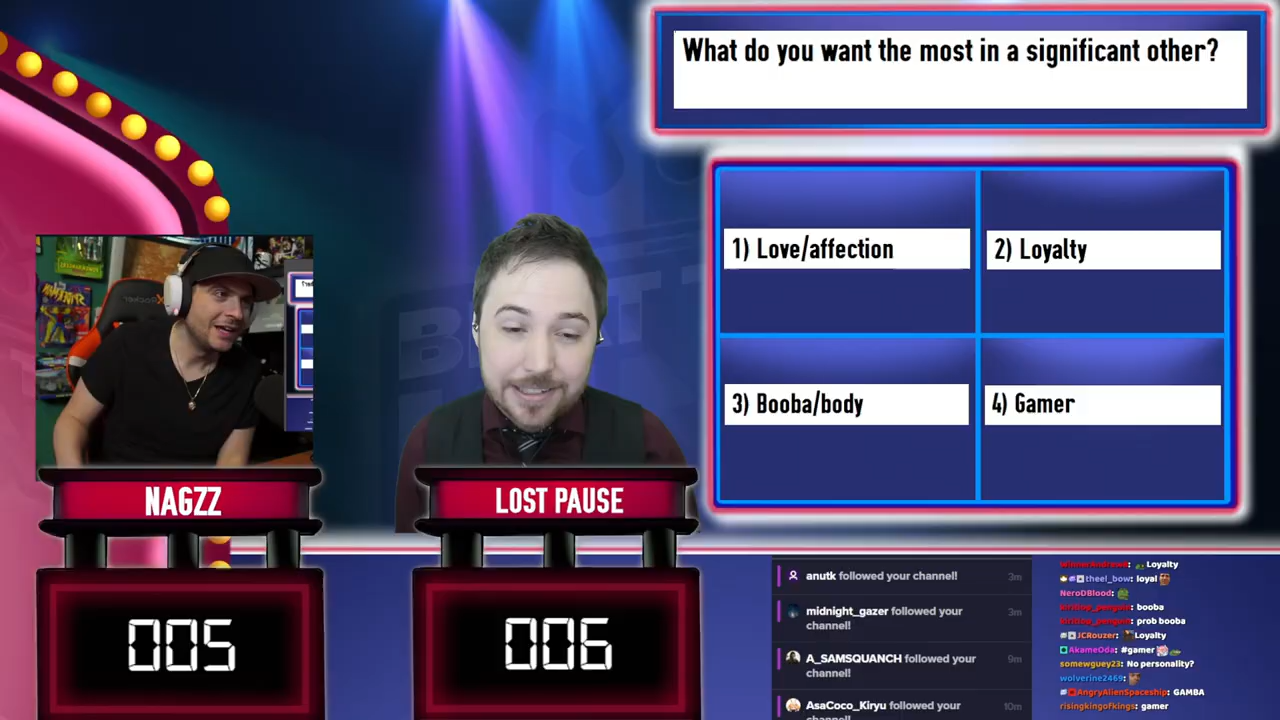 What do you want the most in a significant other?
1) Love/affection
2) Loyalty
3) Booba/body
4) Gamer
NAGZZ
LOST PAUSE
005
006
anutk followed your channel!
3m
midnight_gazer followed your
channel!
3m
A_SAMSQUANCH followed your
channel!
9m
AsaCoco_Kiryu followed your
10m
WinnerAndrew8: Loyalty
theel_bow: loyal
NeroDBlood:
booba
prob booba
JCRouzer: Loyalty
AkameOda: #gamer
somewguey23: No personality?
wolverine2469:
AngryAlienSpaceship: GAMBA
risingkingofkings: gamer